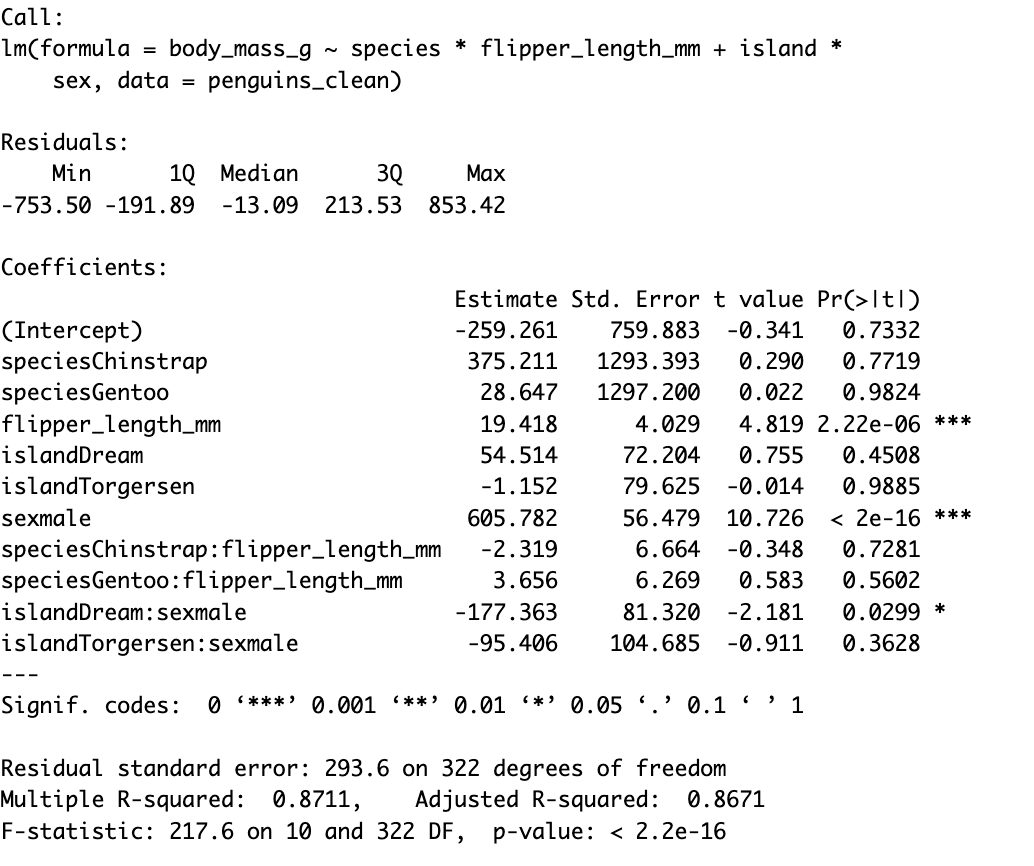 Call:
lm(formula = body_mass_g ~ species * flipper_length_mm + island *
    sex, data = penguins_clean)

Residuals:
    Min      1Q  Median      3Q     Max
-753.50 -191.89  -13.09  213.53  853.42

Coefficients:
                                   Estimate Std. Error t value Pr(>|t|)
(Intercept)                        -259.261    759.883  -0.341   0.7332
speciesChinstrap                    375.211   1293.393   0.290   0.7719
speciesGentoo                        28.647   1297.200   0.022   0.9824
flipper_length_mm                    19.418      4.029   4.819 2.22e-06 ***
islandDream                          54.514     72.204   0.755   0.4508
islandTorgersen                      -1.152     79.625  -0.014   0.9885
sexmale                             605.782     56.479  10.726  < 2e-16 ***
speciesChinstrap:flipper_length_mm   -2.319      6.664  -0.348   0.7281
speciesGentoo:flipper_length_mm       3.656      6.269   0.583   0.5602
islandDream:sexmale                -177.363     81.320  -2.181   0.0299 *
islandTorgersen:sexmale             -95.406    104.685  -0.911   0.3628
---
Signif. codes:  0 ‘***’ 0.001 ‘**’ 0.01 ‘*’ 0.05 ‘.’ 0.1 ‘ ’ 1

Residual standard error: 293.6 on 322 degrees of freedom
Multiple R-squared:  0.8711,    Adjusted R-squared:  0.8671
F-statistic: 217.6 on 10 and 322 DF,  p-value: < 2.2e-16